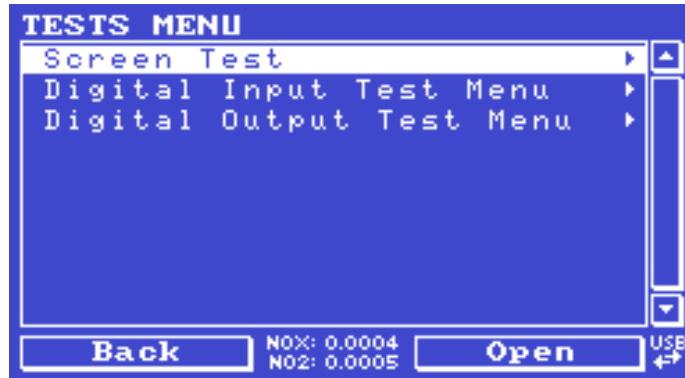 TESTS MENU
Screen Test
Digital Input Test Menu
Digital Output Test Menu
Back
NOX: 0.0004
NO2: 0.0005
Open
USB